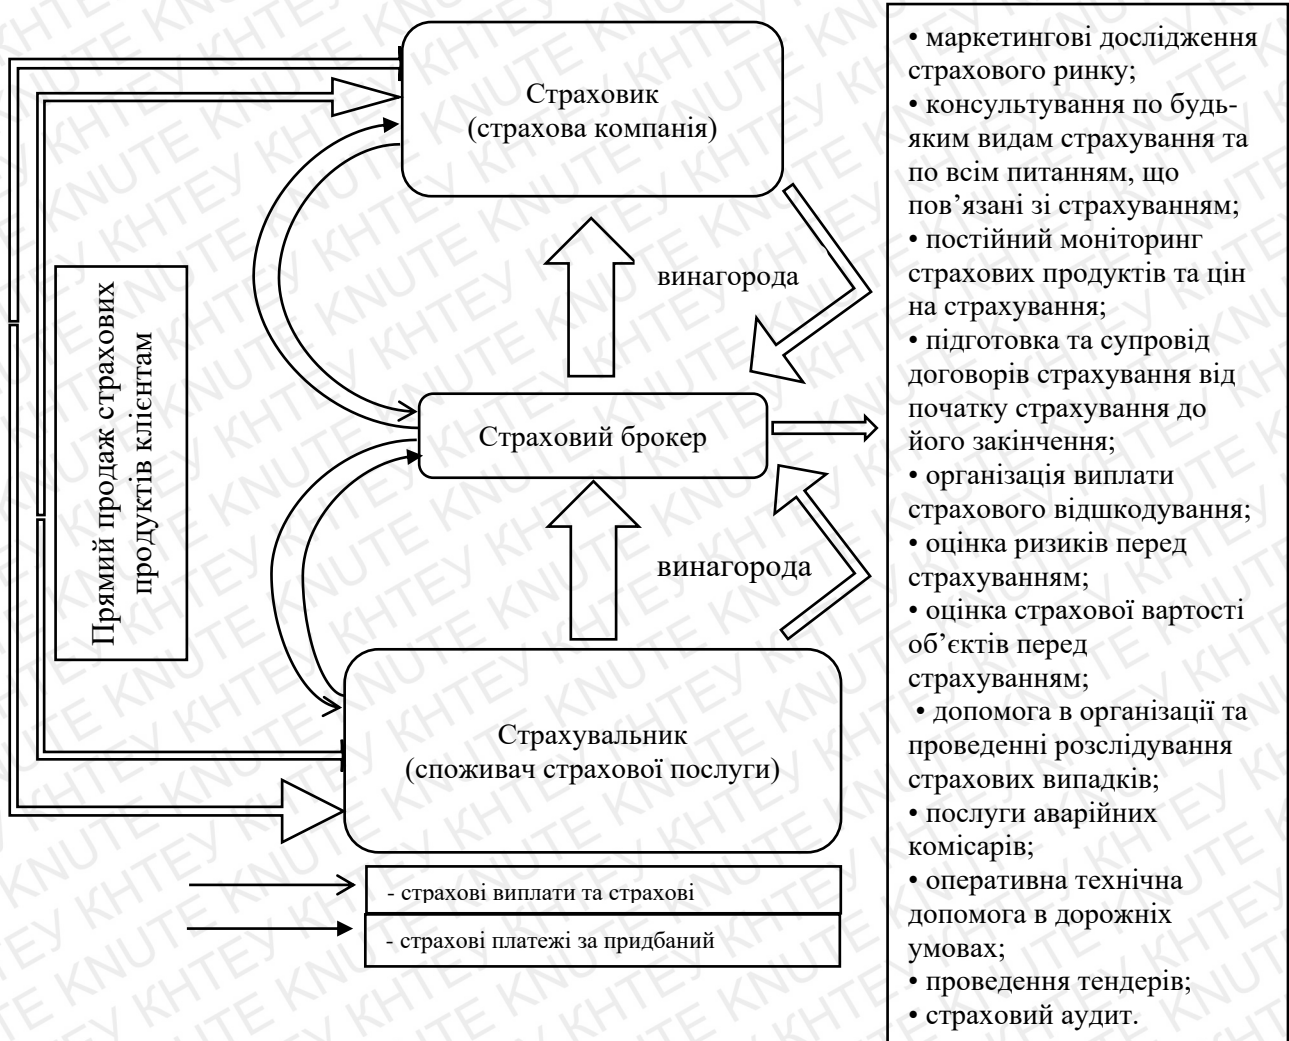 Страховик
(страхова компанія)
винагорода
Прямий продаж страхових
продуктів клієнтам
Страховий брокер
винагорода
Страхувальник
(споживач страхової послуги)
- страхові виплати та страхові
- страхові платежі за придбаний
• маркетингові дослідження
страхового ринку;
• консультування по будь-
яким видам страхування та
по всім питанням, що
пов’язані зі страхуванням;
• постійний моніторинг
страхових продуктів та цін
на страхування;
• підготовка та супровід
договорів страхування від
початку страхування до
його закінчення;
• організація виплати
страхового відшкодування;
• оцінка ризиків перед
страхуванням;
• оцінка страхової вартості
об’єктів перед
страхуванням;
• допомога в організації та
проведенні розслідування
страхових випадків;
• послуги аварійних
комісарів;
• оперативна технічна
допомога в дорожніх
умовах;
• проведення тендерів;
• страховий аудит.
KNUTE КНТЕУ